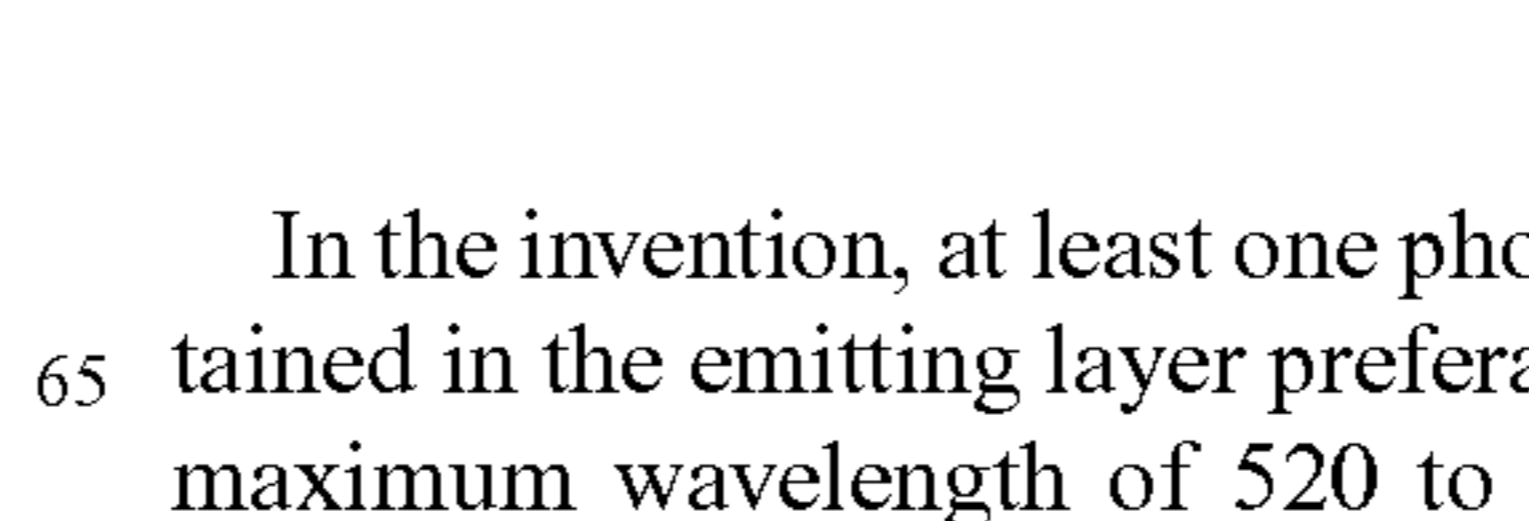 In the invention, at least one pho
65 tained in the emitting layer prefera
maximum wavelength of 520 to